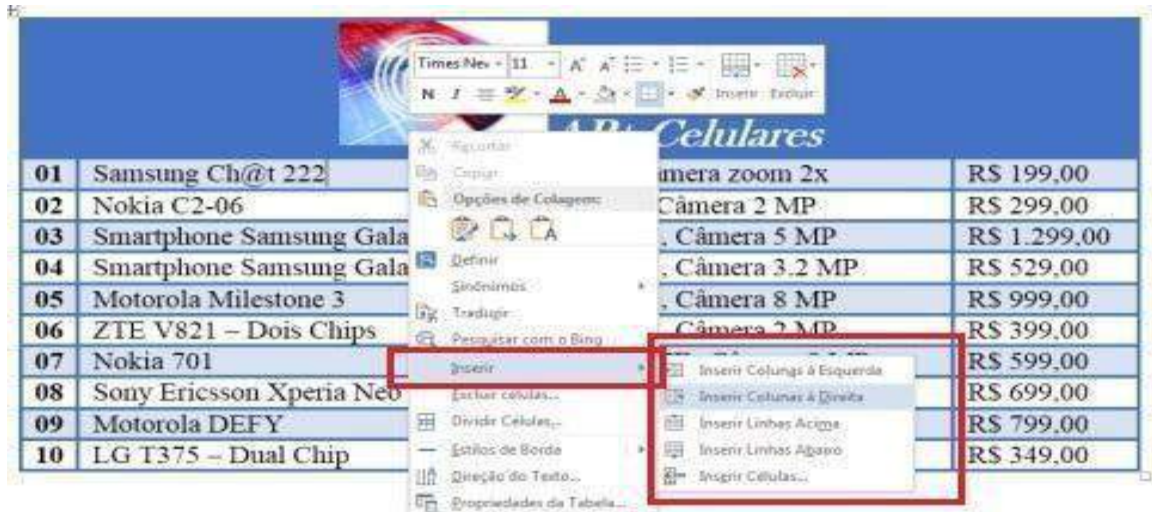 Times Nev 11 A A
N I A Inserir Excluir
Celulares
01 Samsung Ch@t 222 R$ 199,00
zoom 2x
02 Nokia C2-06 Câmera 2 MP R$ 299,00
03 Smartphone Samsung Gala , Câmera 5 MP R$ 1.299,00
04 Smartphone Samsung Gala , Câmera 3.2 MP R$ 529,00
05 Motorola Milestone 3 , Câmera 8 MP R$ 999,00
06 ZTE V821 – Dois Chips , Câmera 2 MP R$ 399,00
07 Nokia 701 R$ 599,00
08 Sony Ericsson Xperia Neo R$ 699,00
09 Motorola DEFY R$ 799,00
10 LG T375 – Dual Chip R$ 349,00
Recortar
Copiar
Opções de Colagem:
Definir
Sinônimos
Traduzir
Pesquisar com o Bing
Inserir
Excluir células...
Dividir Células...
Estilos de Borda
Direção do Texto...
Propriedades da Tabela...
Inserir Colunas à Esquerda
Inserir Colunas à Direita
Inserir Linhas Acima
Inserir Linhas Abaixo
Inserir Células...